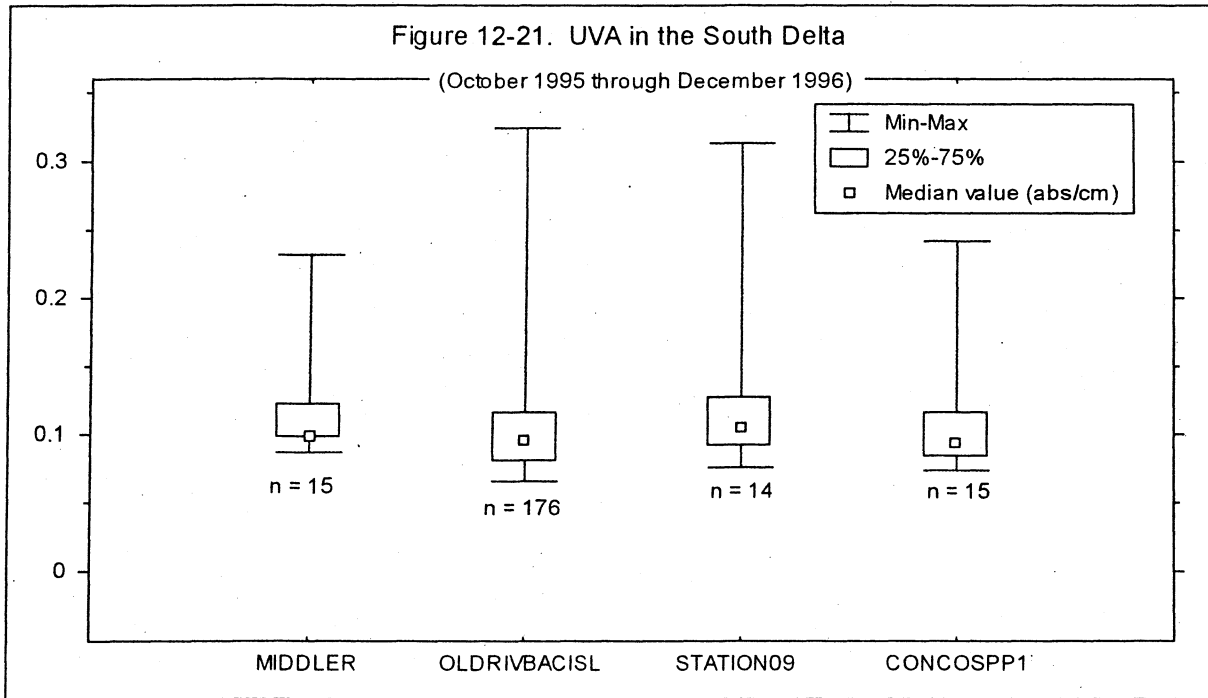 Figure 12-21. UVA in the South Delta
(October 1995 through December 1996)
Min-Max
25%-75%
Median value (abs/cm)
0.3
0.2
0.1
0
n = 15
n = 176
n = 14
n = 15
MIDDLER OLDRIVBACISL STATION09 CONCOSPP1